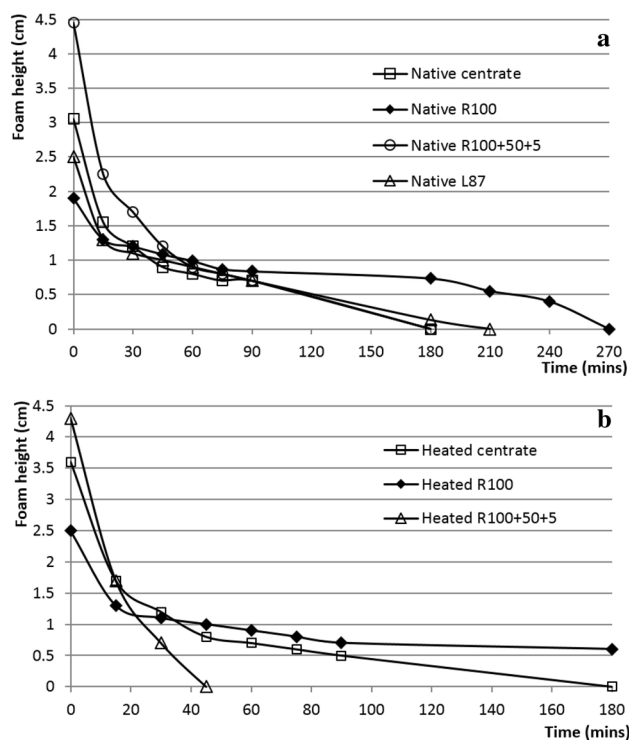 Foam height (cm)
4.5
4
3.5
3
2.5
2
1.5
1
0.5
0
a
Native centrate
Native R100
Native R100+50+5
Native L87
0 30 60 90 120 150 180 210 240 270
Time (mins)
Foam height (cm)
4.5
4
3.5
3
2.5
2
1.5
1
0.5
0
b
Heated centrate
Heated R100
Heated R100+50+5
0 20 40 60 80 100 120 140 160 180
Time (mins)